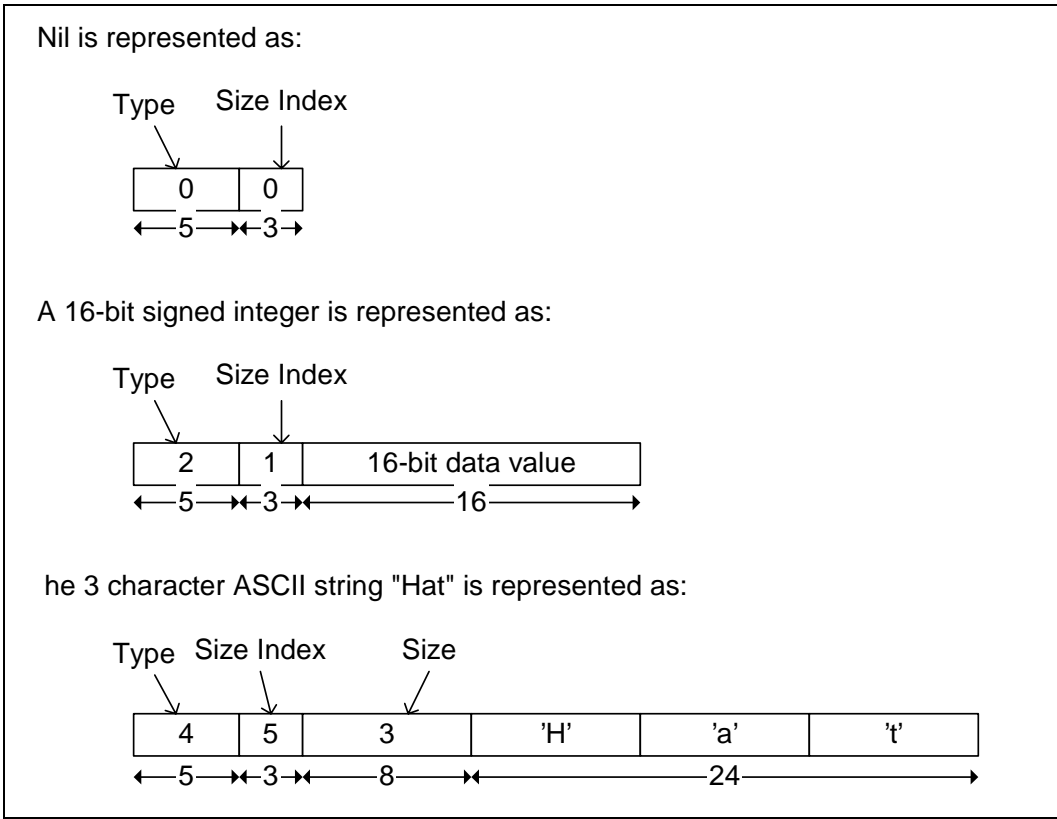 Nil is represented as:
Type Size Index
0 0
5 3
A 16-bit signed integer is represented as:
Type Size Index
2 1 16-bit data value
5 3 16
he 3 character ASCII string "Hat" is represented as:
Type Size Index Size
4 5 3 ’H’ ’a’ ’t’
5 3 8 24